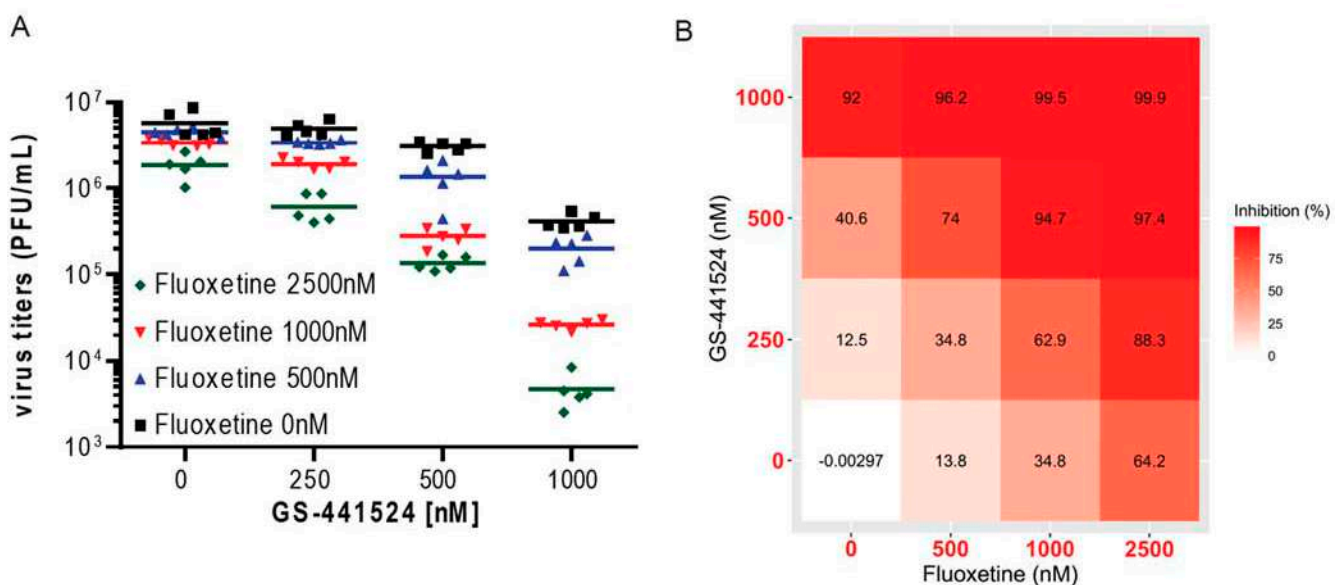 A
virus titers (PFU/mL)
10⁷
10⁶
10⁵
10⁴
10³
Fluoxetine 2500nM
Fluoxetine 1000nM
Fluoxetine 500nM
Fluoxetine 0nM
0 250 500 1000
GS-441524 [nM]
B
GS-441524 (nM)
1000 92 96.2 99.5 99.9
500 40.6 74 94.7 97.4
250 12.5 34.8 62.9 88.3
0 -0.00297 13.8 34.8 64.2
0 500 1000 2500
Fluoxetine (nM)
Inhibition (%)
75
50
25
0